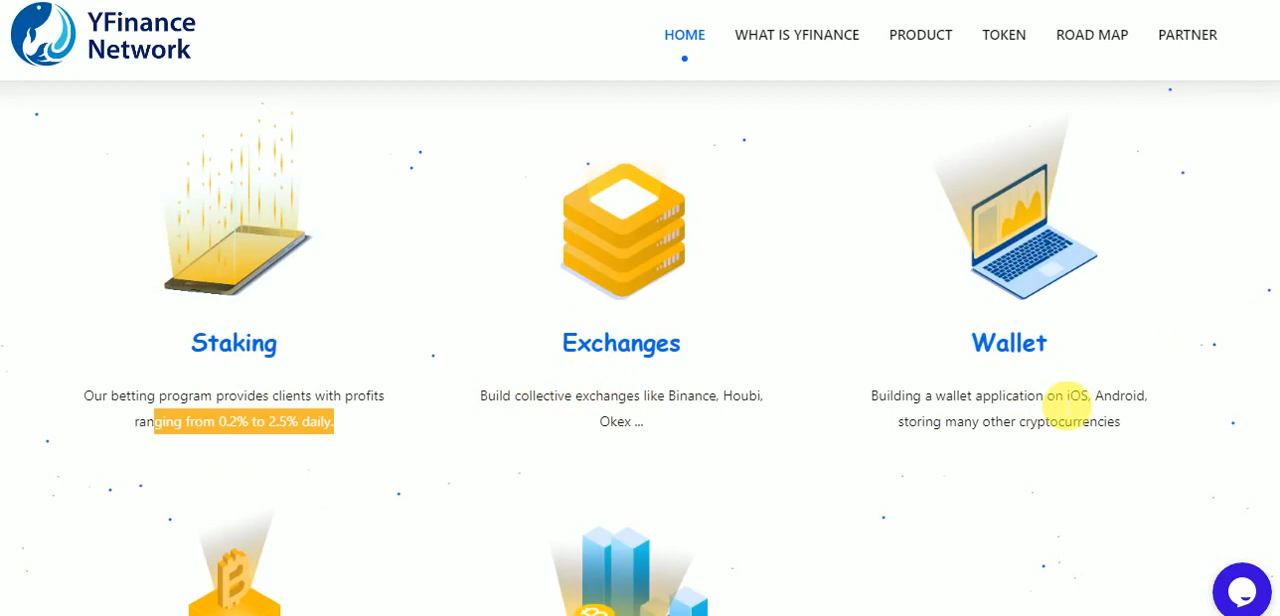 YFinance
Network
HOME
WHAT IS YFINANCE
PRODUCT
TOKEN
ROAD MAP
PARTNER
Staking
Our betting program provides clients with profits
ranging from 0.2% to 2.5% daily.
Exchanges
Build collective exchanges like Binance, Houbi,
Okex ...
Wallet
Building a wallet application on iOS, Android,
storing many other cryptocurrencies